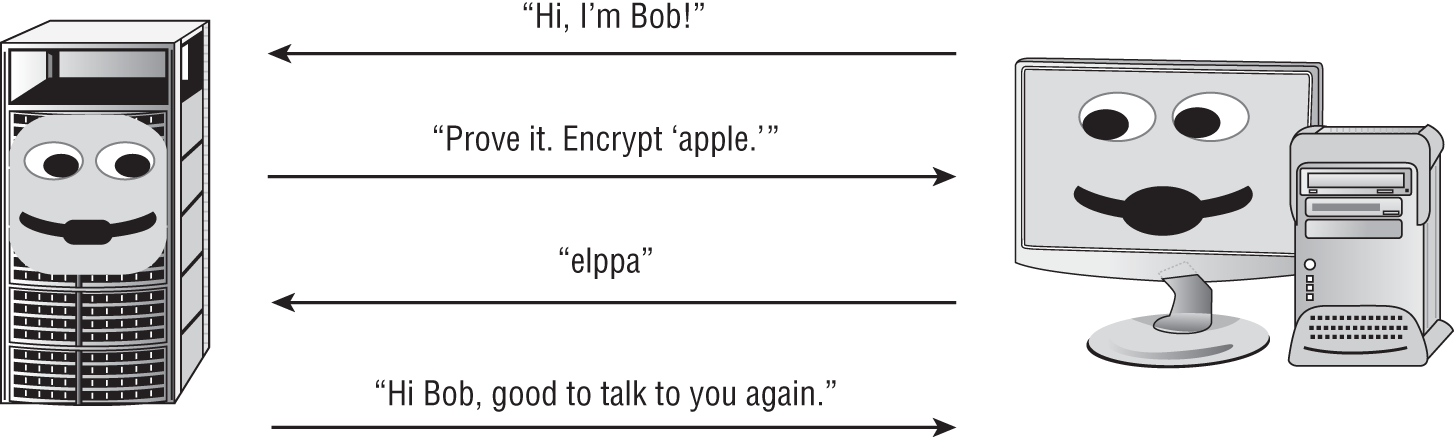 “Hi, I’m Bob!”
“Prove it. Encrypt ‘apple.’”
“elppa”
“Hi Bob, good to talk to you again.”